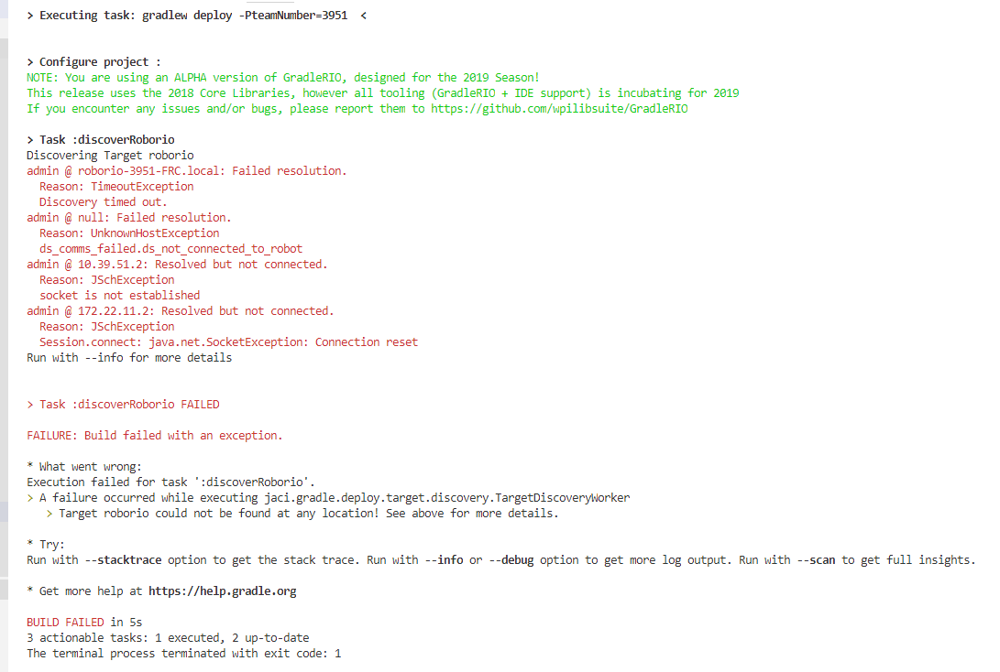 > Executing task: gradlew deploy -PteamNumber=3951  <
> Configure project :
NOTE: You are using an ALPHA version of GradleRIO, designed for the 2019 Season!
This release uses the 2018 Core Libraries, however all tooling (GradleRIO + IDE support) is incubating for 2019
If you encounter any issues and/or bugs, please report them to https://github.com/wpilibsuite/GradleRIO
> Task :discoverRoborio
Discovering Target roborio
admin @ roborio-3951-FRC.local: Failed resolution.
  Reason: TimeoutException
  Discovery timed out.
admin @ null: Failed resolution.
  Reason: UnknownHostException
  ds_comms_failed.ds_not_connected_to_robot
admin @ 10.39.51.2: Resolved but not connected.
  Reason: JSchException
  socket is not established
admin @ 172.22.11.2: Resolved but not connected.
  Reason: JSchException
  Session.connect: java.net.SocketException: Connection reset
Run with --info for more details
> Task :discoverRoborio FAILED
FAILURE: Build failed with an exception.
* What went wrong:
Execution failed for task ':discoverRoborio'.
> A failure occurred while executing jaci.gradle.deploy.target.discovery.TargetDiscoveryWorker
   > Target roborio could not be found at any location! See above for more details.
* Try:
Run with --stacktrace option to get the stack trace. Run with --info or --debug option to get more log output. Run with --scan to get full insights.
* Get more help at https://help.gradle.org
BUILD FAILED in 5s
3 actionable tasks: 1 executed, 2 up-to-date
The terminal process terminated with exit code: 1